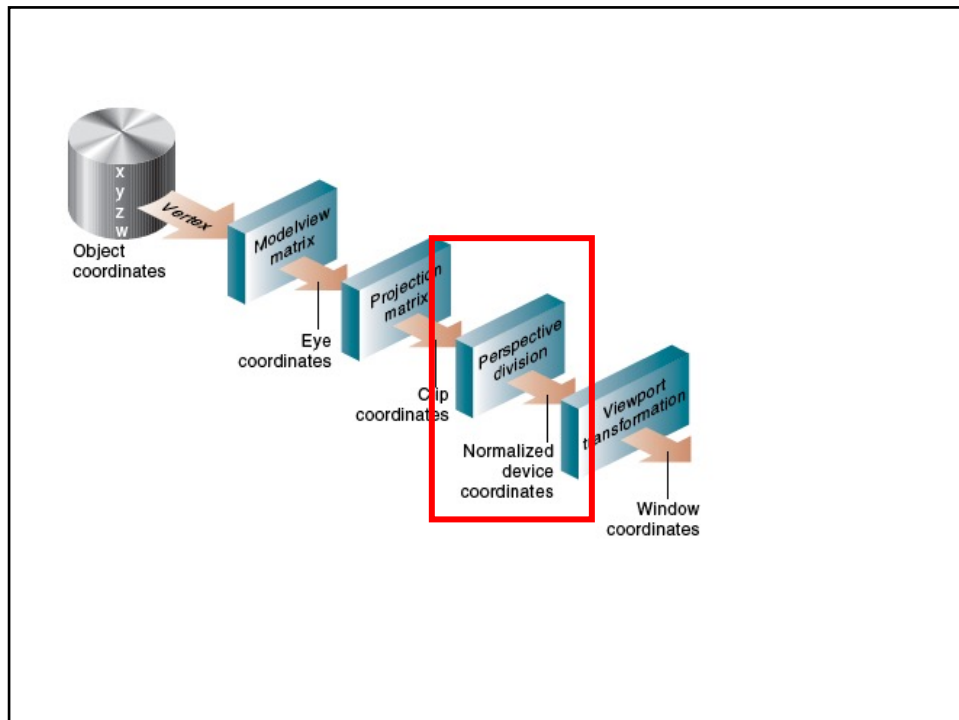 x
y
z
w
Vertex
Object
coordinates
Modelview
matrix
Eye
coordinates
Projection
matrix
Clip
coordinates
Perspective
division
Normalized
device
coordinates
Viewport
transformation
Window
coordinates